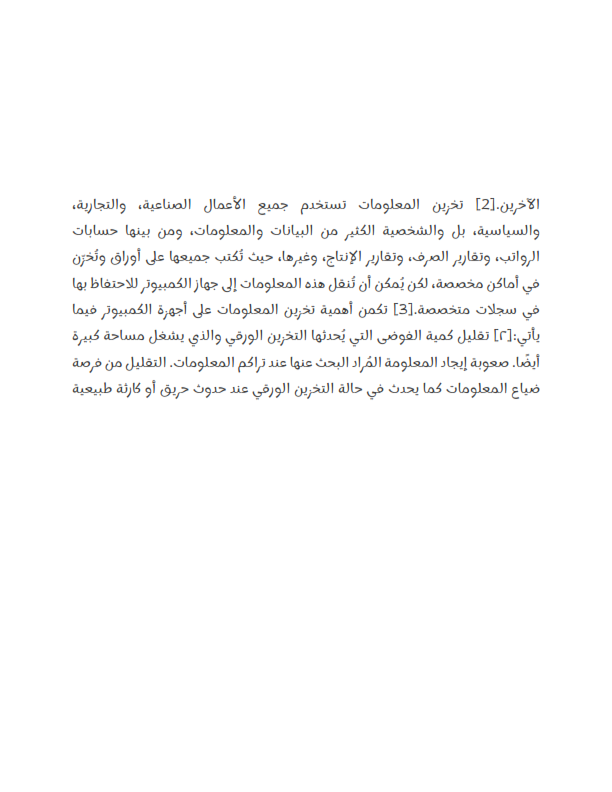 الآخرين.[2] تخزين المعلومات تستخدم جميع الأعمال الصناعية، والتجارية،
والسياسية، بل والشخصية الكثير من البيانات والمعلومات، ومن بينها حسابات
الرواتب، وتقارير الصرف، وتقارير الإنتاج، وغيرها، حيث تُكتب جميعها على أوراق وتُخزَن
في أماكن مخصصة، لكن يُمكن أن تُنقل هذه المعلومات إلى جهاز الكمبيوتر للاحتفاظ بها
في سجلات متخصصة.[3] تكمن أهمية تخزين المعلومات على أجهزة الكمبيوتر فيما
يأتي:[٢] تقليل كمية الفوضى التي يُحدثها التخزين الورقي والذي يشغل مساحة كبيرة
أيضًا. صعوبة إيجاد المعلومة المُراد البحث عنها عند تراكم المعلومات. التقليل من فرصة
ضياع المعلومات كما يحدث في حالة التخزين الورقي عند حدوث حريق أو كارثة طبيعية